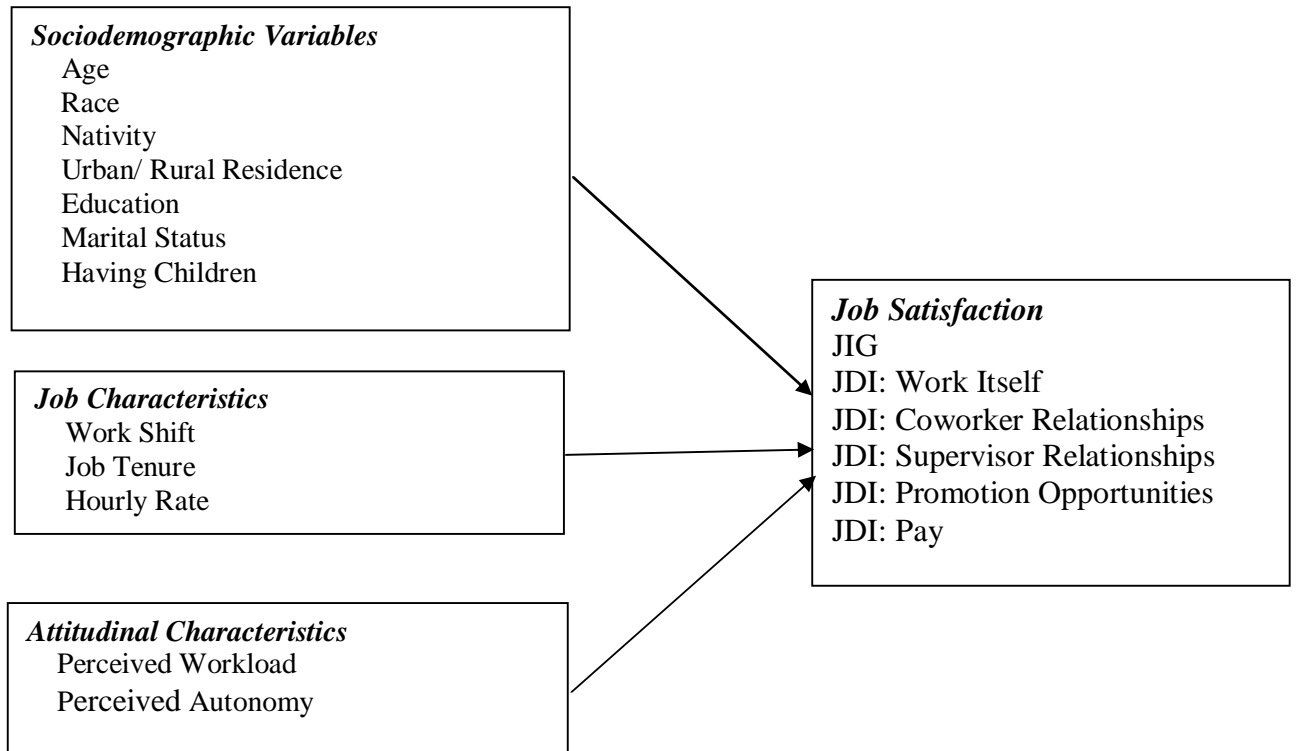 Sociodemographic Variables
Age
Race
Nativity
Urban/ Rural Residence
Education
Marital Status
Having Children
Job Characteristics
Work Shift
Job Tenure
Hourly Rate
Attitudinal Characteristics
Perceived Workload
Perceived Autonomy
Job Satisfaction
JIG
JDI: Work Itself
JDI: Coworker Relationships
JDI: Supervisor Relationships
JDI: Promotion Opportunities
JDI: Pay